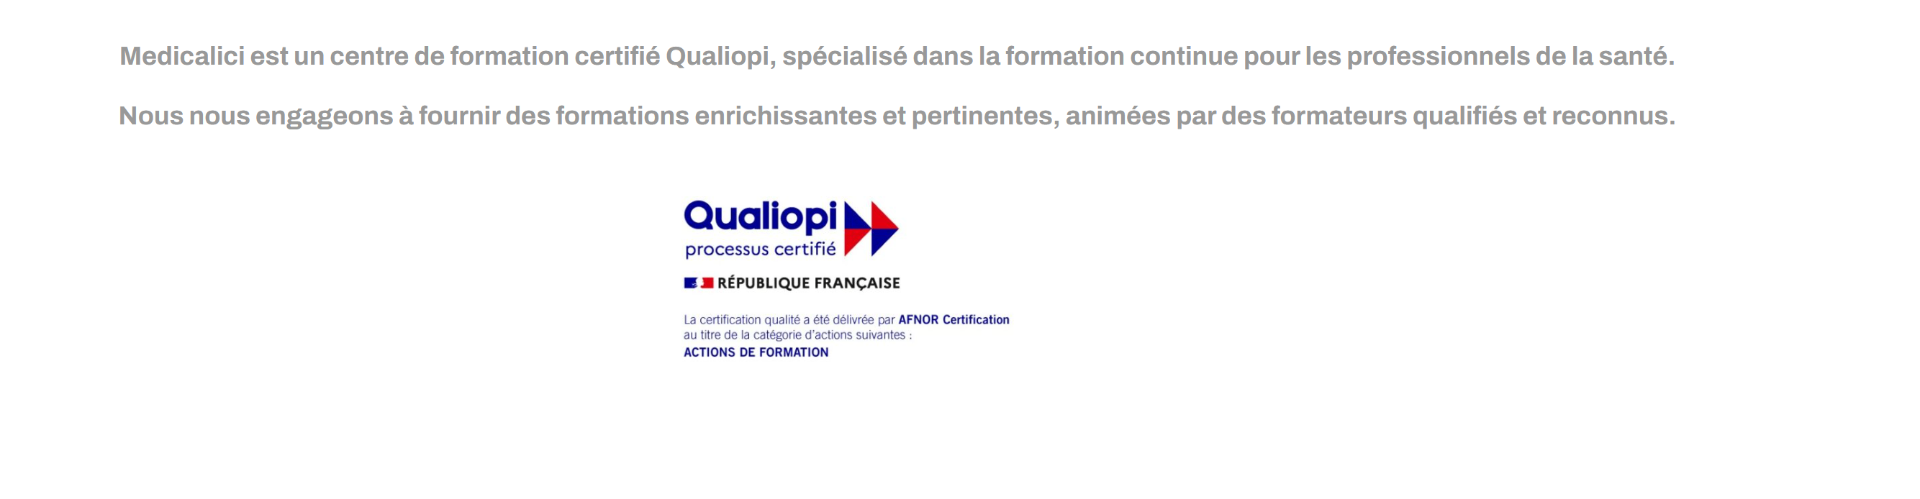 Medicalici est un centre de formation certifié Qualiopi, spécialisé dans la formation continue pour les professionnels de la santé.
Nous nous engageons à fournir des formations enrichissantes et pertinentes, animées par des formateurs qualifiés et reconnus.
Qualiopi
processus certifié
RÉPUBLIQUE FRANÇAISE
La certification qualité a été délivrée par AFNOR Certification
au titre de la catégorie d'actions suivantes :
ACTIONS DE FORMATION